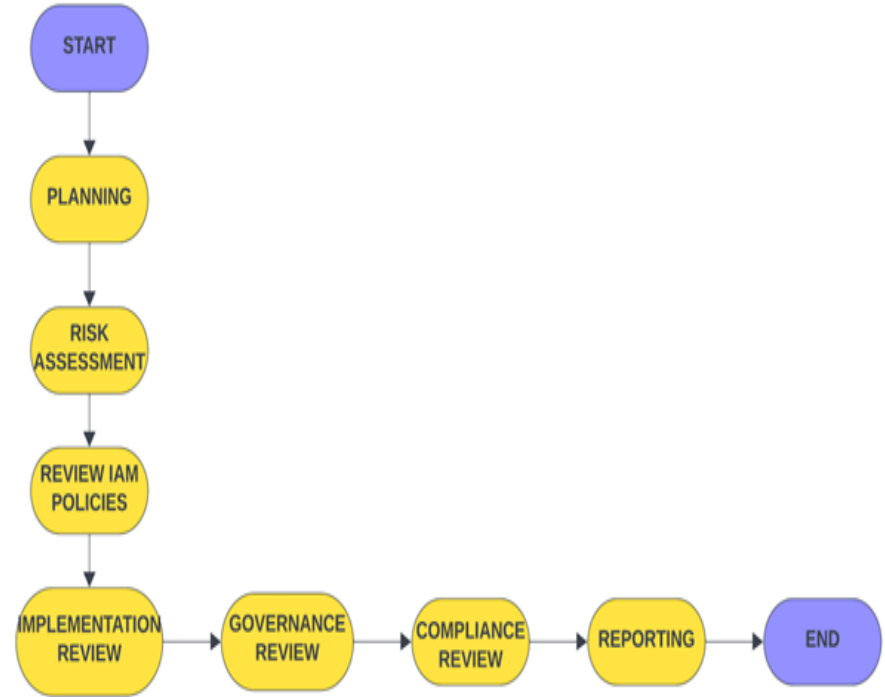 START
PLANNING
RISK
ASSESSMENT
REVIEW IAM
POLICIES
IMPLEMENTATION
REVIEW
GOVERNANCE
REVIEW
COMPLIANCE
REVIEW
REPORTING
END